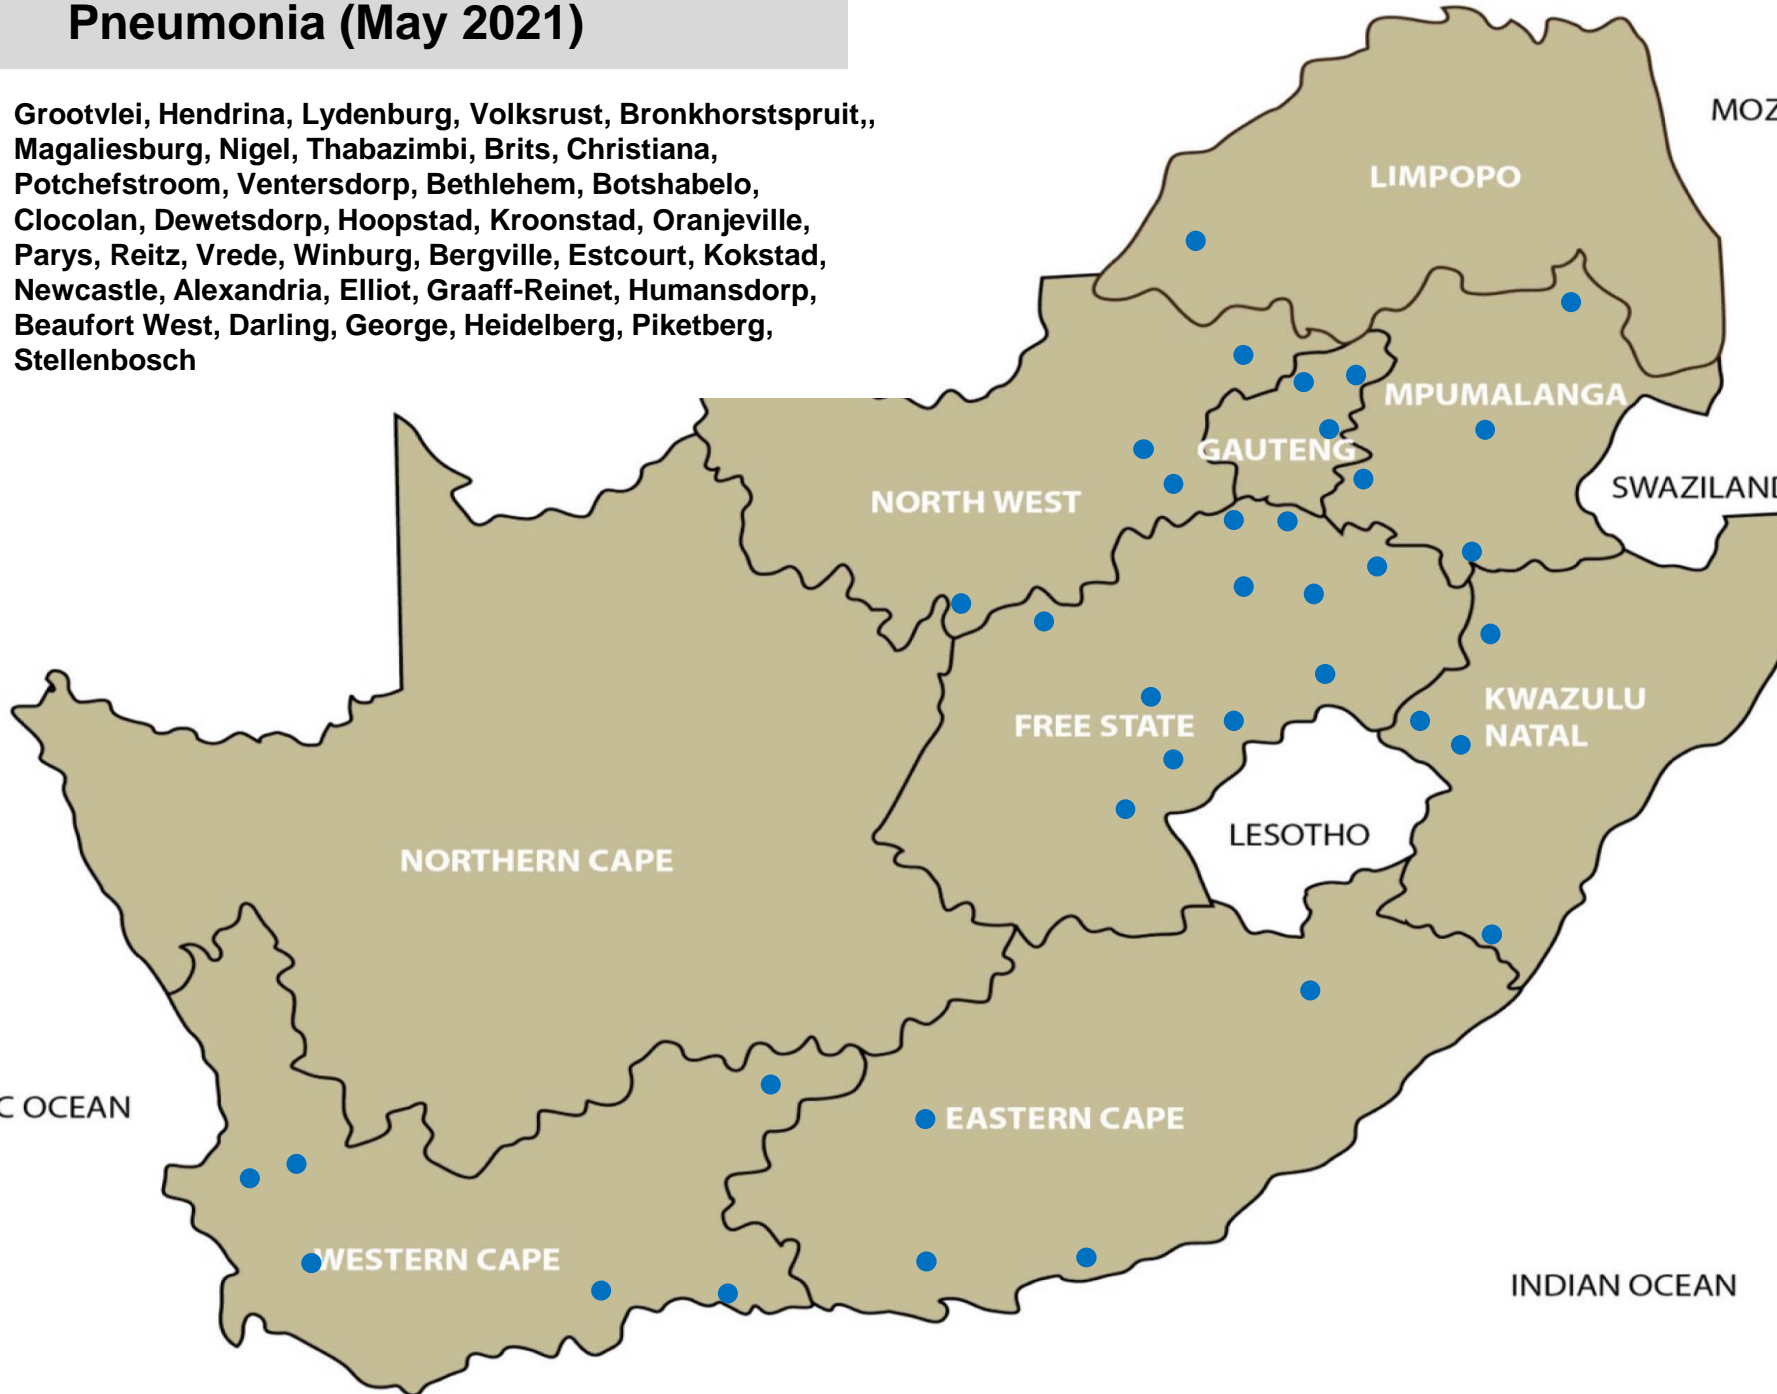 Pneumonia (May 2021)
Grootvlei, Hendrina, Lydenburg, Volksrust, Bronkhorstspruit,,
Magaliesburg, Nigel, Thabazimbi, Brits, Christiana,
Potchefstroom, Ventersdorp, Bethlehem, Botshabelo,
Clocolan, Dewetsdorp, Hoopstad, Kroonstad, Oranjeville,
Parys, Reitz, Vrede, Winburg, Bergville, Estcourt, Kokstad,
Newcastle, Alexandria, Elliot, Graaff-Reinet, Humansdorp,
Beaufort West, Darling, George, Heidelberg, Piketberg,
Stellenbosch
MOZ
LIMPOPO
MPUMALANGA
GAUTENG
SWAZILAND
NORTH WEST
KWAZULU
NATAL
FREE STATE
LESOTHO
NORTHERN CAPE
C OCEAN
EASTERN CAPE
WESTERN CAPE
INDIAN OCEAN